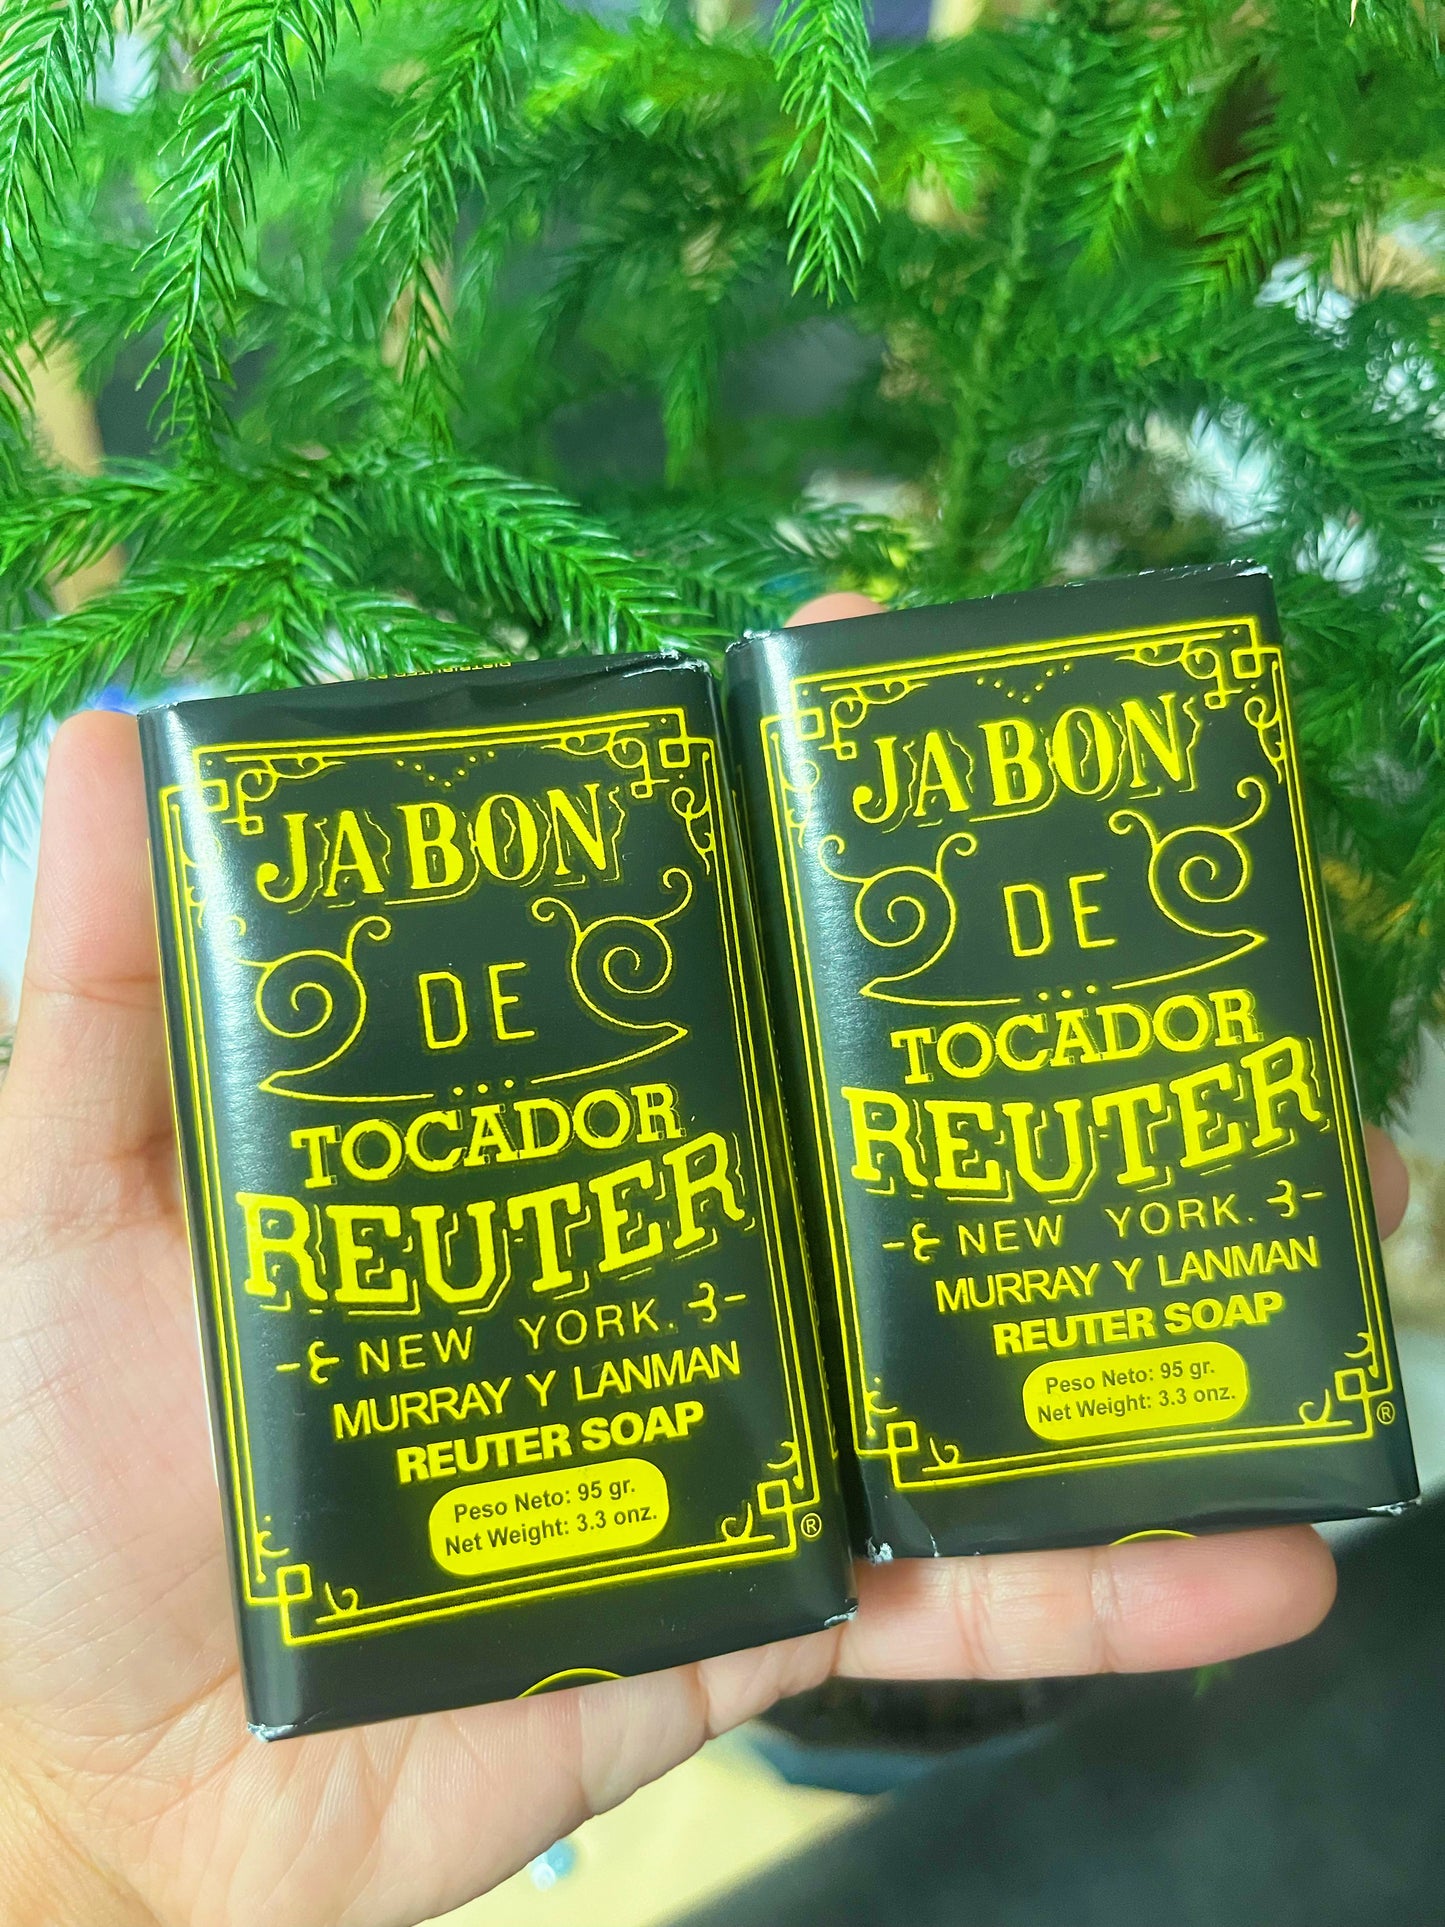 JABON
DE
TOCADOR
REUTER
NEW YORK.
MURRAY Y LANMAN
REUTER SOAP
Peso Neto: 95 gr.
Net Weight: 3.3 onz.
®
JABON
DE
TOCADOR
REUTER
NEW YORK.
MURRAY Y LANMAN
REUTER SOAP
Peso Neto: 95 gr.
Net Weight: 3.3 onz.
®